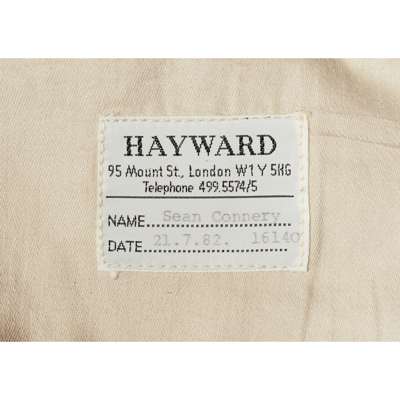 HAYWARD
95 Mount St., London W1Y 5HG
Telephone 499.5574/5
NAME....Sean Connery
DATE....21.7.82. 16140